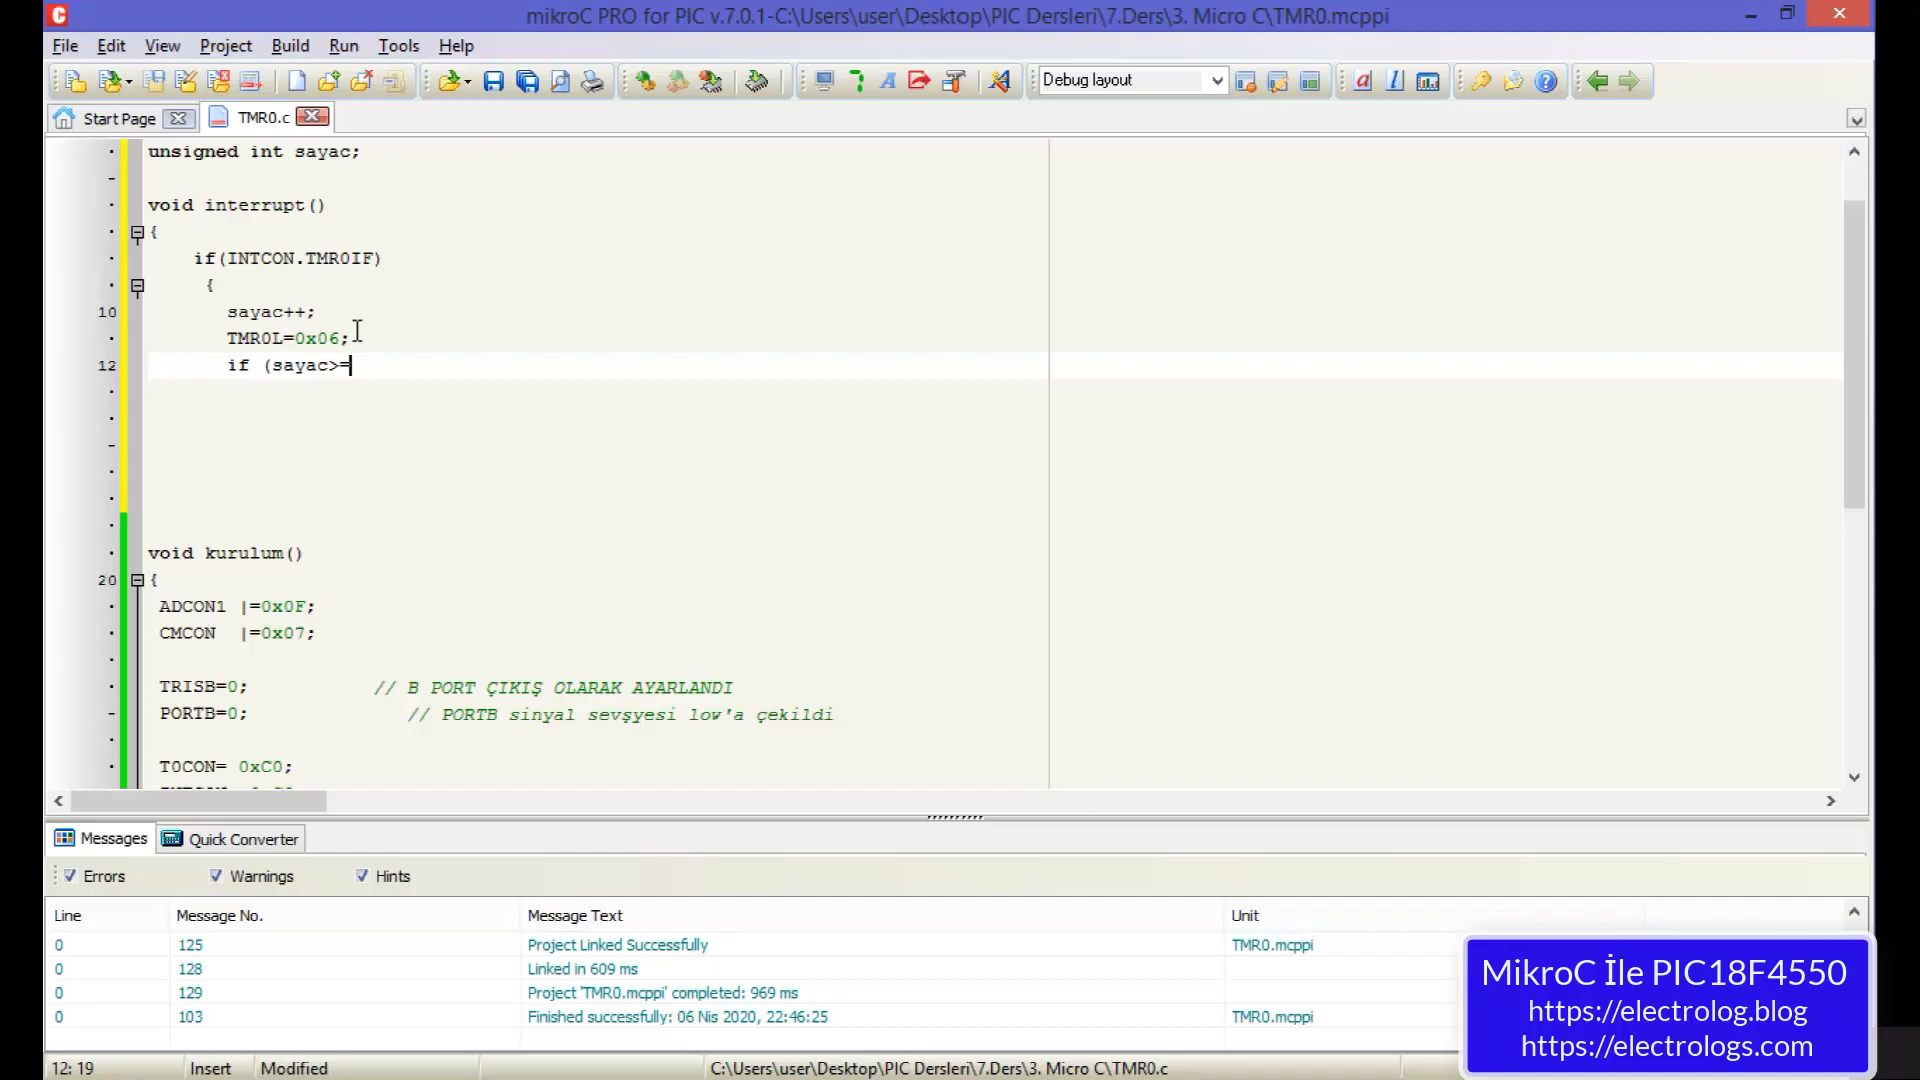 mikroC PRO for PIC v.7.0.1-C:\Users\user\Desktop\PIC Dersleri\7.Ders\3. Micro C\TMR0.mcppi
File Edit View Project Build Run Tools Help
Debug layout
Start Page TMR0.c
unsigned int sayac;
void interrupt()
{
if(INTCON.TMR0IF)
{
10 sayac++;
TMR0L=0x06;
12 if (sayac>=
void kurulum()
20 {
ADCON1 |=0x0F;
CMCON |=0x07;
TRISB=0; // B PORT ÇIKIŞ OLARAK AYARLANDI
PORTB=0; // PORTB sinyal sevşyesi low'a çekildi
T0CON= 0xC0;
Messages Quick Converter
Errors Warnings Hints
Line Message No. Message Text Unit
0 125 Project Linked Successfully TMR0.mcppi
0 128 Linked in 609 ms
0 129 Project 'TMR0.mcppi' completed: 969 ms
0 103 Finished successfully: 06 Nis 2020, 22:46:25 TMR0.mcppi
MikroC İle PIC18F4550
https://electrolog.blog
https://electrologs.com
12: 19 Insert Modified C:\Users\user\Desktop\PIC Dersleri\7.Ders\3. Micro C\TMR0.c